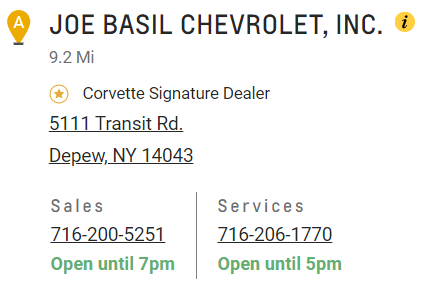 A
JOE BASIL CHEVROLET, INC. i
9.2 Mi
Corvette Signature Dealer
5111 Transit Rd.
Depew, NY 14043
Sales
716-200-5251
Open until 7pm
Services
716-206-1770
Open until 5pm